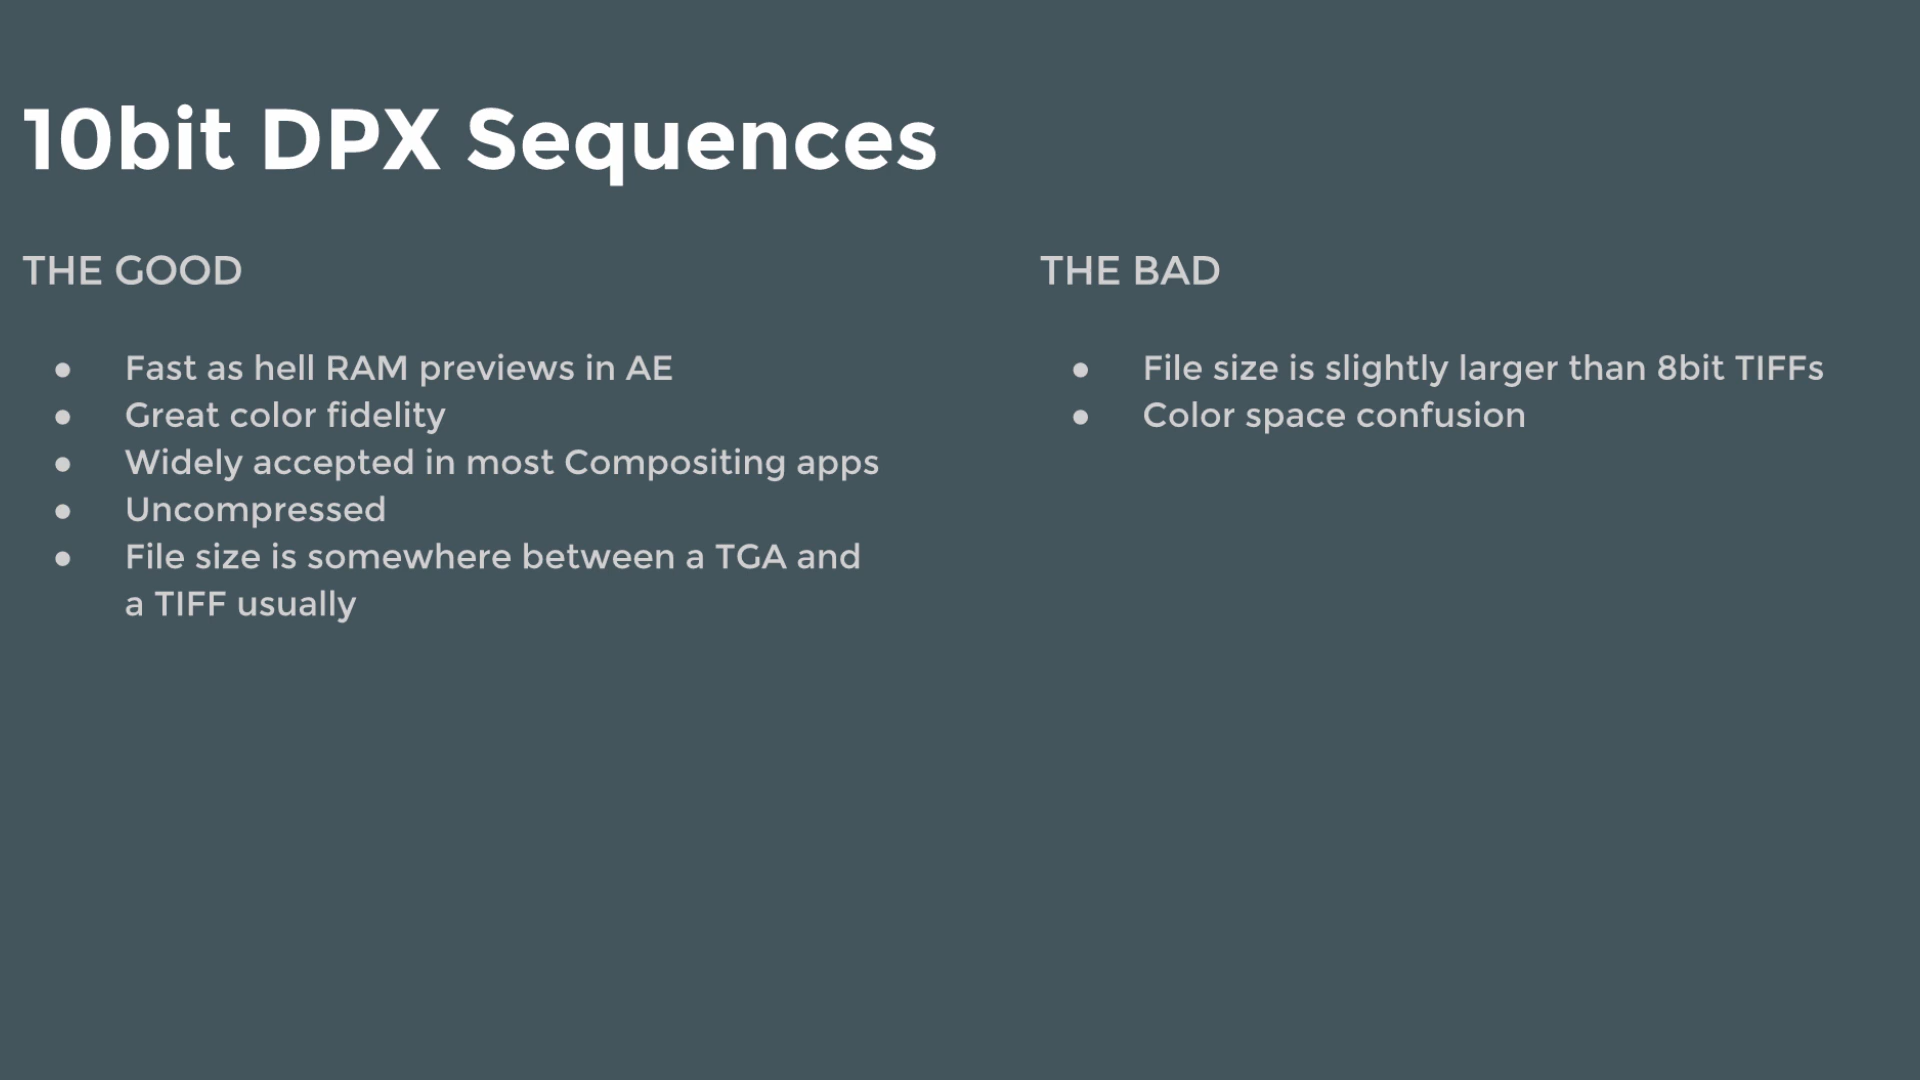 10bit DPX Sequences
THE GOOD
● Fast as hell RAM previews in AE
● Great color fidelity
● Widely accepted in most Compositing apps
● Uncompressed
● File size is somewhere between a TGA and
a TIFF usually
THE BAD
● File size is slightly larger than 8bit TIFFs
● Color space confusion